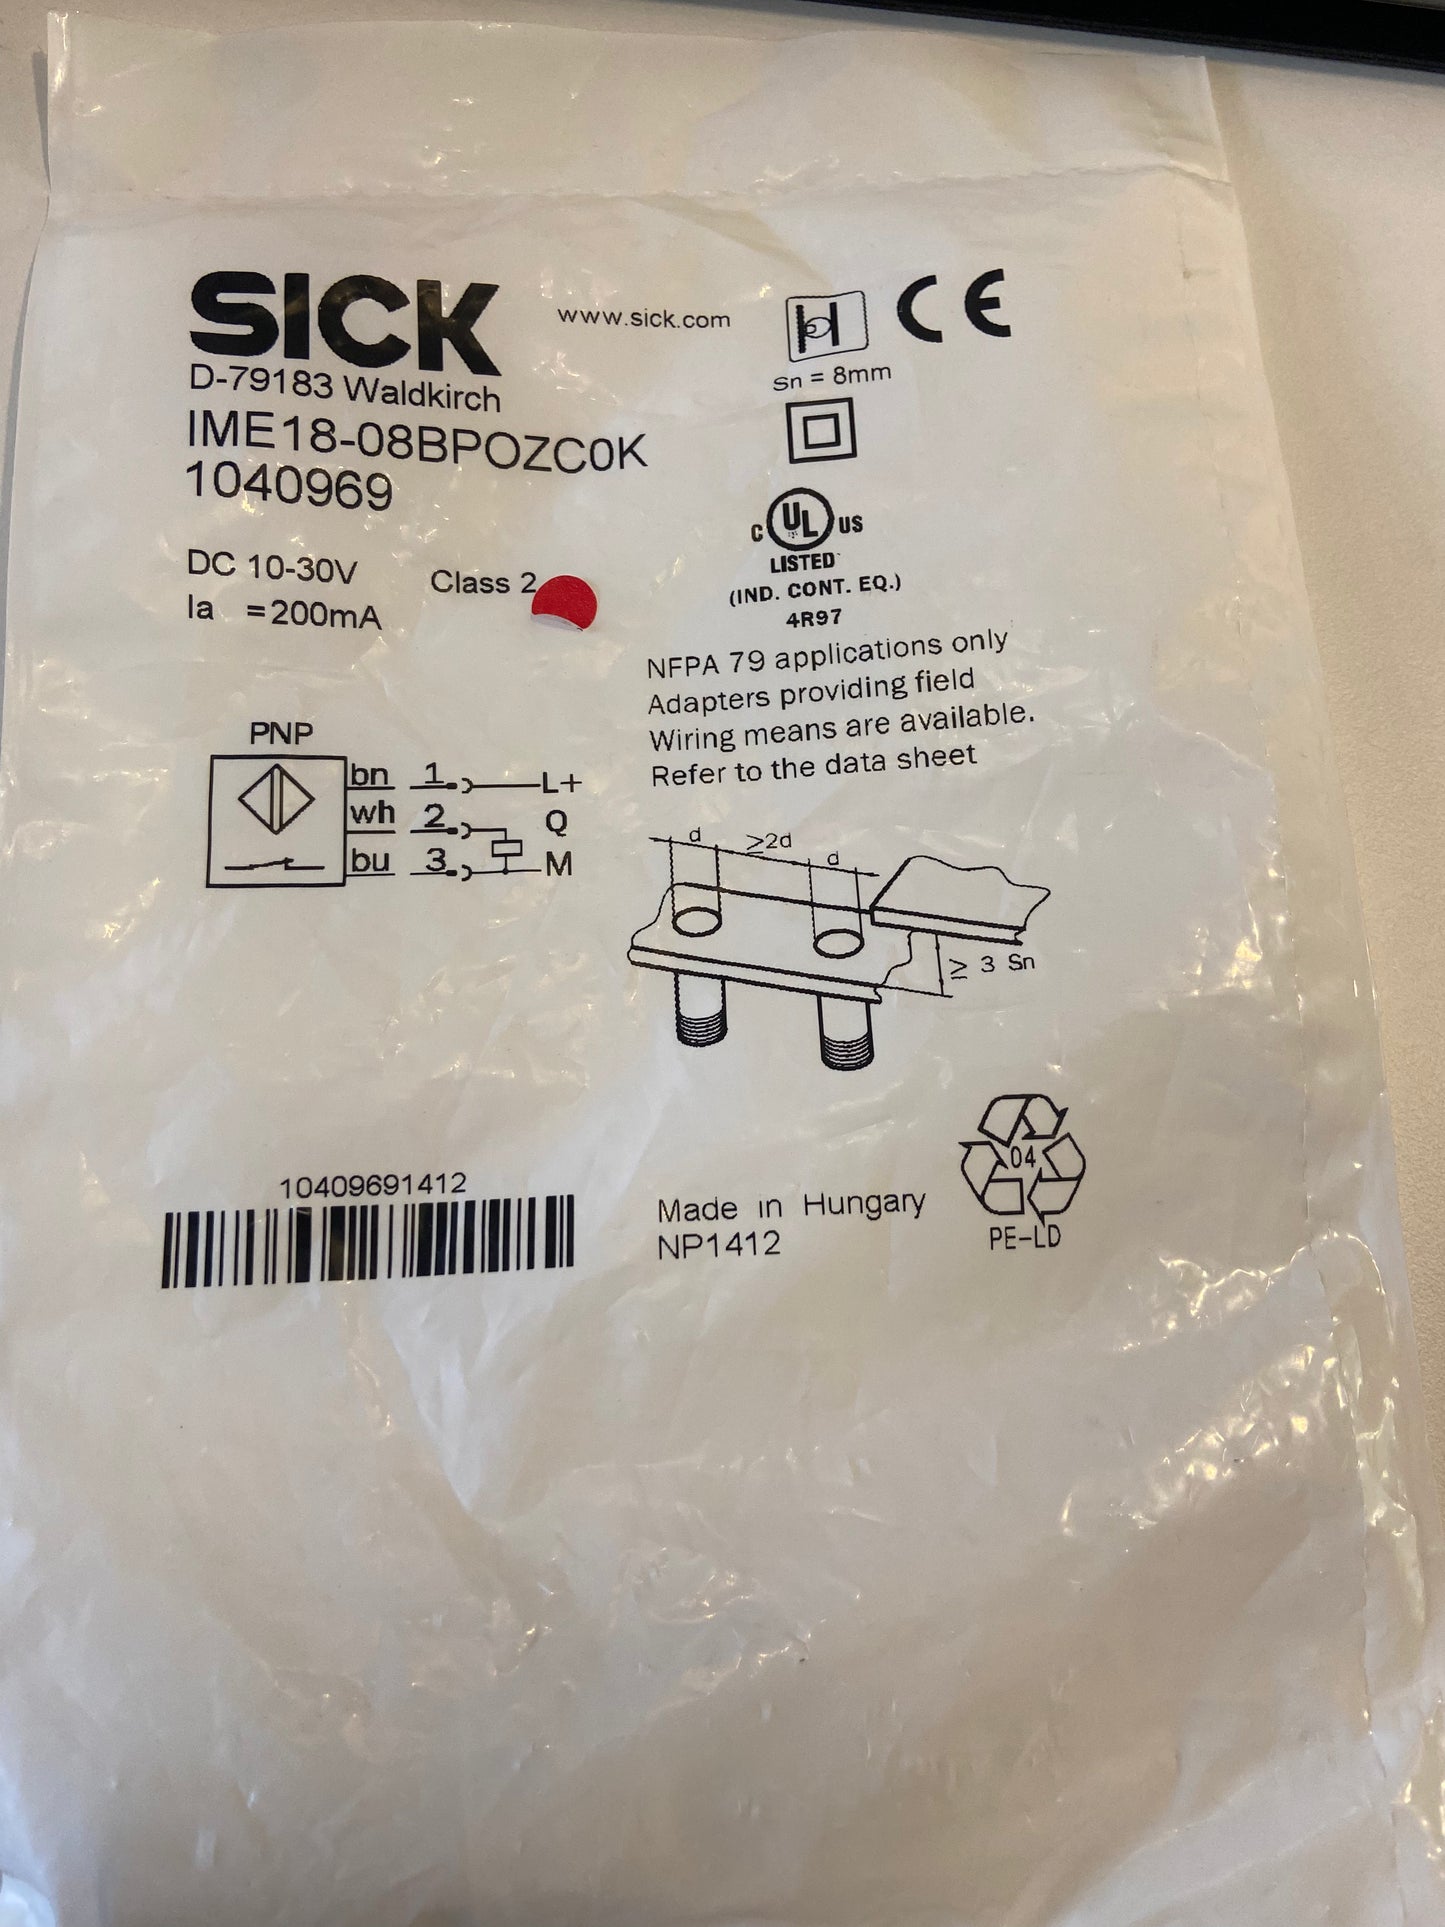 SICK
www.sick.com
CE
Sn = 8mm
D-79183 Waldkirch
IME18-08BPOZC0K
1040969
C UL US
LISTED
(IND. CONT. EQ.)
4R97
DC 10-30V
Class 2
Ia = 200mA
NFPA 79 applications only
Adapters providing field
Wiring means are available.
Refer to the data sheet
PNP
bn 1 L+
wh 2 Q
bu 3 M
d ≥2d d
≥ 3 Sn
10409691412
Made in Hungary
NP1412
04
PE-LD